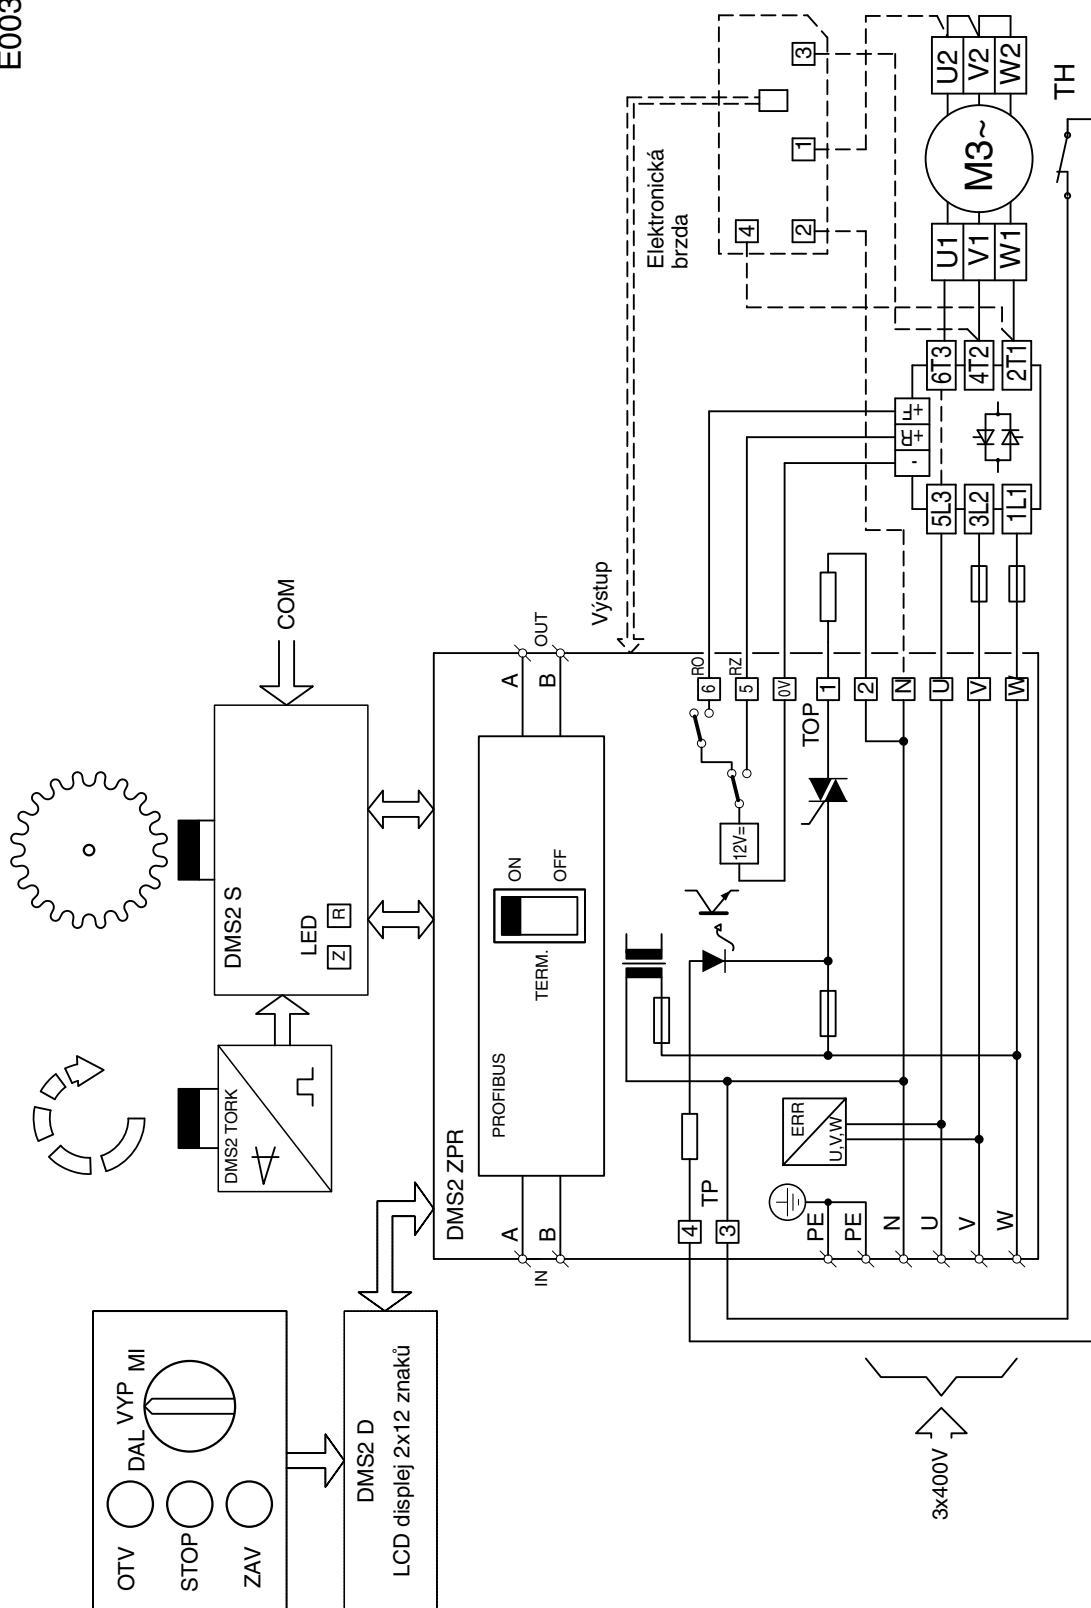 E003
OTV
STOP
ZAV
DAL
VYP
MI
DMS2 D
LCD displej 2x12 znaků
DMS2 TORK
DMS2 S
LED
Z
R
COM
DMS2 ZPR
PROFIBUS
TERM.
ON
OFF
A
B
IN
A
B
OUT
Výstup
Elektronická
brzda
4
2
1
3
4
3
TP
12V=
RO
6
RZ
5
0V
TOP
1
2
N
U
V
W
ERR
U,V,W
PE
PE
N
U
V
W
3x400V
-
+R
+F
5L3
3L2
1L1
6T3
4T2
2T1
U1
V1
W1
M3~
U2
V2
W2
TH